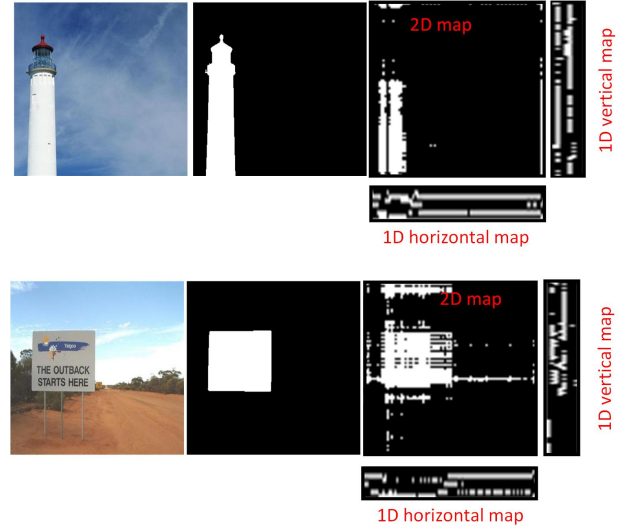 2D map
1D vertical map
1D horizontal map
THE OUTBACK
STARTS HERE
2D map
1D vertical map
1D horizontal map